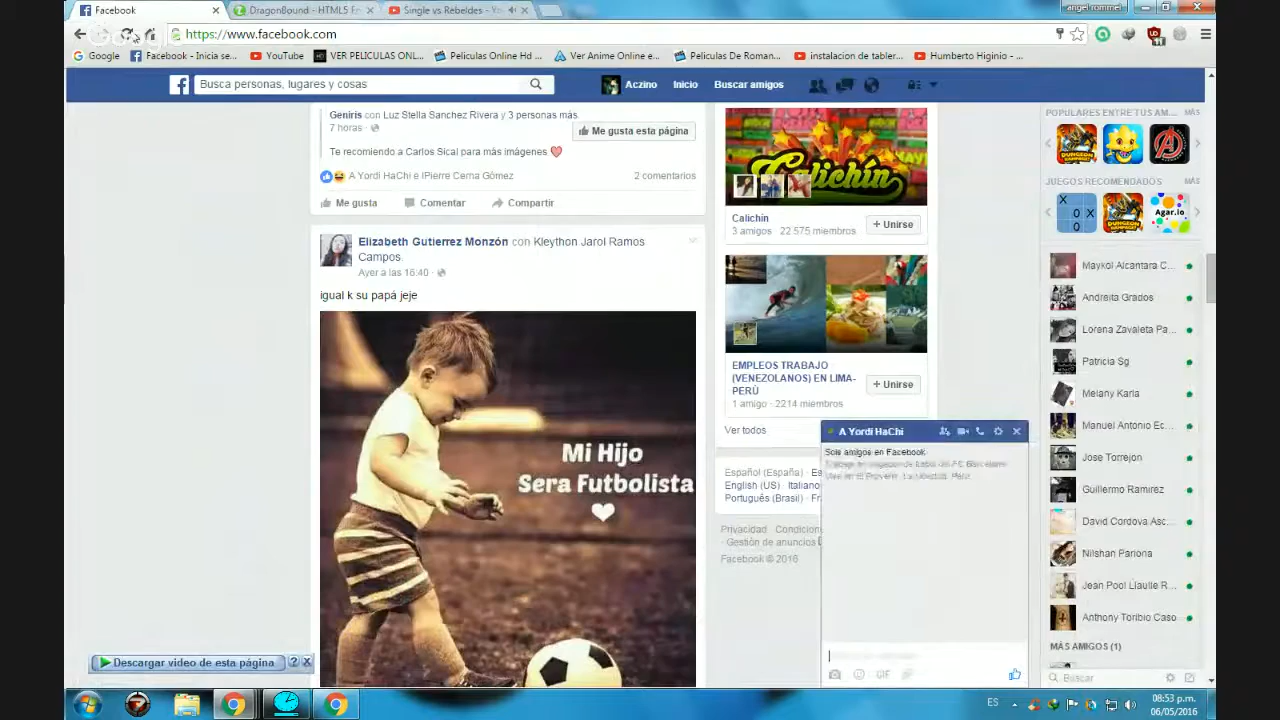 Facebook
DragonBound - HTML5 F
Single vs Rebeldes - Yo
angel rommel
https://www.facebook.com
Google
Facebook - Inicia se...
YouTube
VER PELICULAS ONL...
Peliculas Online Hd ...
Ver Anime Online e...
Peliculas De Roman...
instalacion de tabler...
Humberto Higinio - ...
Busca personas, lugares y cosas
Aczino
Inicio
Buscar amigos
Geniris con Luz Stella Sanchez Rivera y 3 personas más.
7 horas ·
Me gusta esta página
Te recomiendo a Carlos Sical para más imágenes
A Yordi HaChi e IPierre Cerna Gómez
2 comentarios
Me gusta
Comentar
Compartir
Elizabeth Gutierrez Monzón con Kleython Jarol Ramos
Campos.
Ayer a las 16:40 ·
igual k su papá jeje
Mi Hijo
Sera Futbolista
Calichín
Calichín
3 amigos · 22 575 miembros
+ Unirse
EMPLEOS TRABAJO
(VENEZOLANOS) EN LIMA-
PERÚ
1 amigo · 2214 miembros
+ Unirse
Ver todos
Español (España) ·
English (US) · Italiano
Português (Brasil) ·
Privacidad · Condicion
· Gestión de anuncios
Facebook © 2016
A Yordi HaChi
Sois amigos en Facebook
GIF
POPULARES ENTRE TUS AM...
MÁS
JUEGOS RECOMENDADOS
MÁS
Agar.io
Maykol Alcantara C...
Andreita Grados
Lorena Zavaleta Pa...
Patricia Sg
Melany Karla
Manuel Antonio Ec...
Jose Torrejon
Guillermo Ramirez
David Cordova Asc...
Nilshan Pariona
Jean Pool Llaulle R...
Anthony Toribio Caso
MÁS AMIGOS (1)
Buscar
Descargar video de esta página
?
ES
08:53 p.m.
06/05/2016